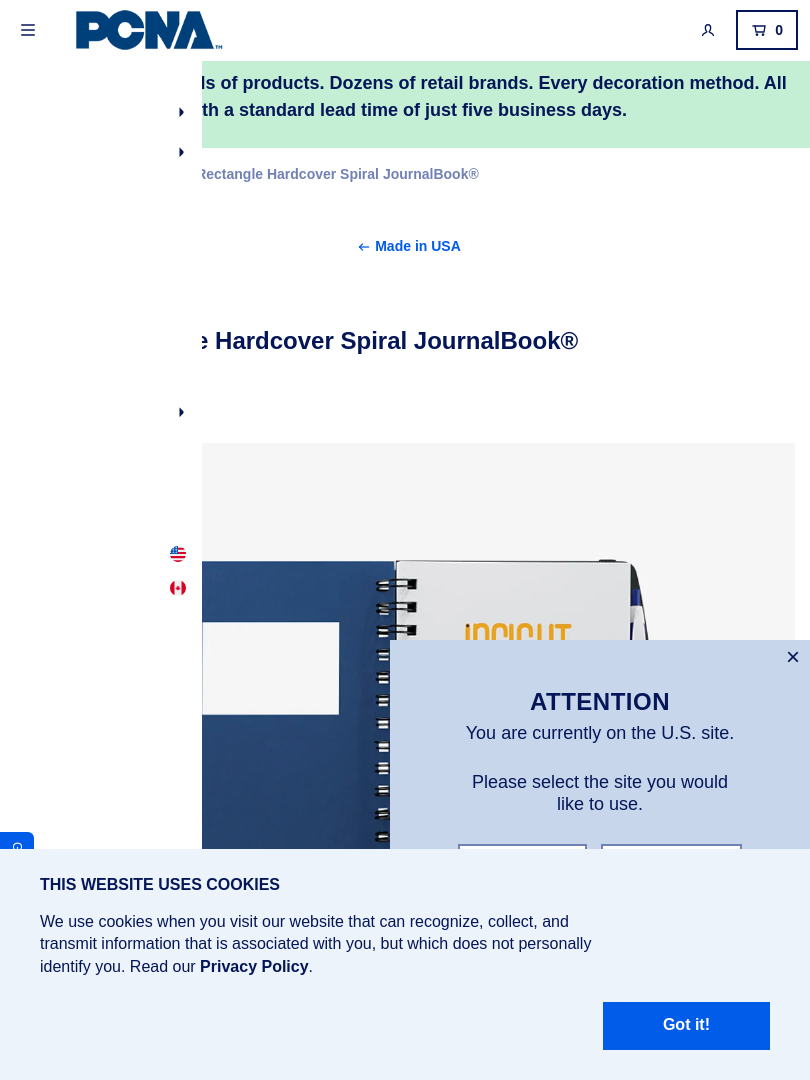 PCNA™
0
of products. Dozens of retail brands. Every decoration method. All
a standard lead time of just five business days.
Rectangle Hardcover Spiral JournalBook®
Made in USA
Hardcover Spiral JournalBook®
ATTENTION
You are currently on the U.S. site.
Please select the site you would
like to use.
THIS WEBSITE USES COOKIES
We use cookies when you visit our website that can recognize, collect, and
transmit information that is associated with you, but which does not personally
identify you. Read our Privacy Policy.
Got it!